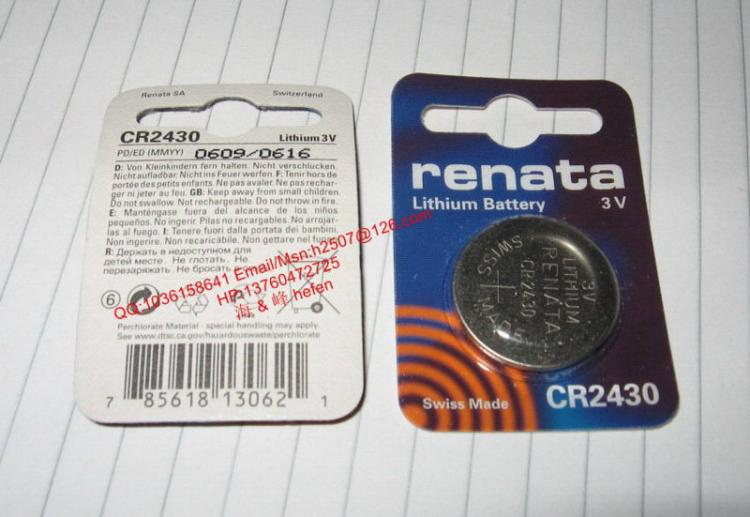 Renata SA Switzerland
CR2430 Lithium 3V
PD/ED (MMYY) 0609/0616
D: Von Kleinkindern fern halten. Nicht verschlucken.
Nicht aufladbar. Nicht ins Feuer werfen. F: Tenir hors de
portée des petits enfants. Ne pas avaler. Ne pas rechar-
ger ni jeter au feu. GB: Keep away from small children.
Do not swallow. Not rechargeable. Do not throw in fire.
E: Manténgase fuera del alcance de los niños
pequeños. No ingerir. Pilas no recargables. No arrojar-
las al fuego. I: Tenere fuori dalla portata dei bambini.
Non ingerire. Non ricaricabile. Non gettare nel fuoco.
R: Держать в недоступном для
детей месте. Не глотать. Не
перезаряжать. Не бросать
QQ:1036158641 Email/Msn:h2507@126.com
HP:13760472725
海 & 峰 hefen
6
Perchlorate Material - special handling may apply.
See www.dtsc.ca.gov/hazardouswaste/perchlorate
7 85618 13062 1
renata
Lithium Battery 3V
3V
LITHIUM
RENATA
CR2430
+
SWISS MADE
Swiss Made CR2430